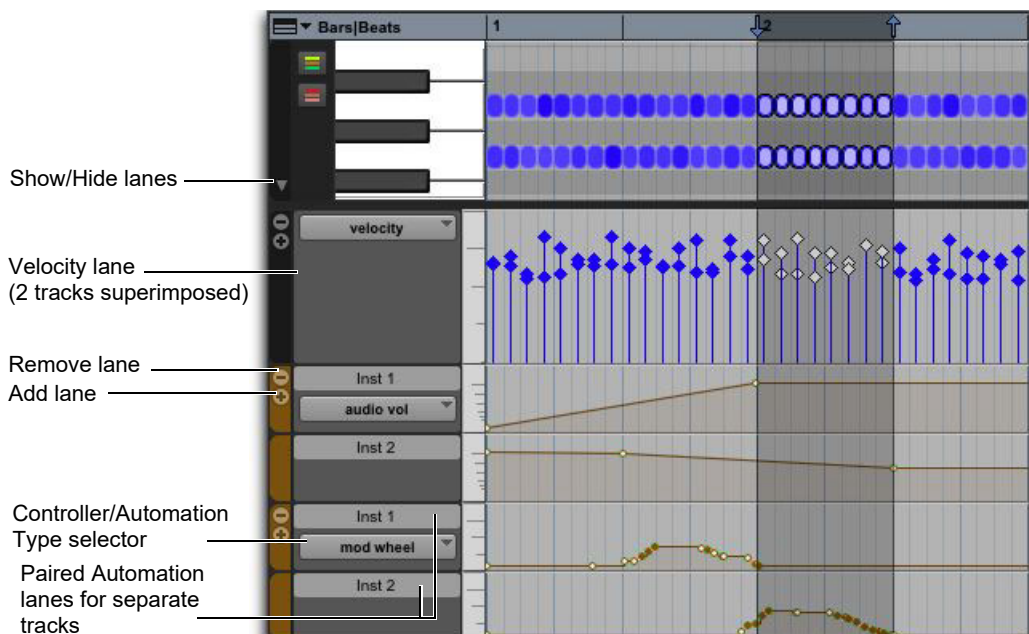 Bars|Beats
1
2
Show/Hide lanes
velocity
Velocity lane
(2 tracks superimposed)
Remove lane
Inst 1
Add lane
audio vol
Inst 2
Controller/Automation
Type selector
Inst 1
mod wheel
Paired Automation
lanes for separate
tracks
Inst 2